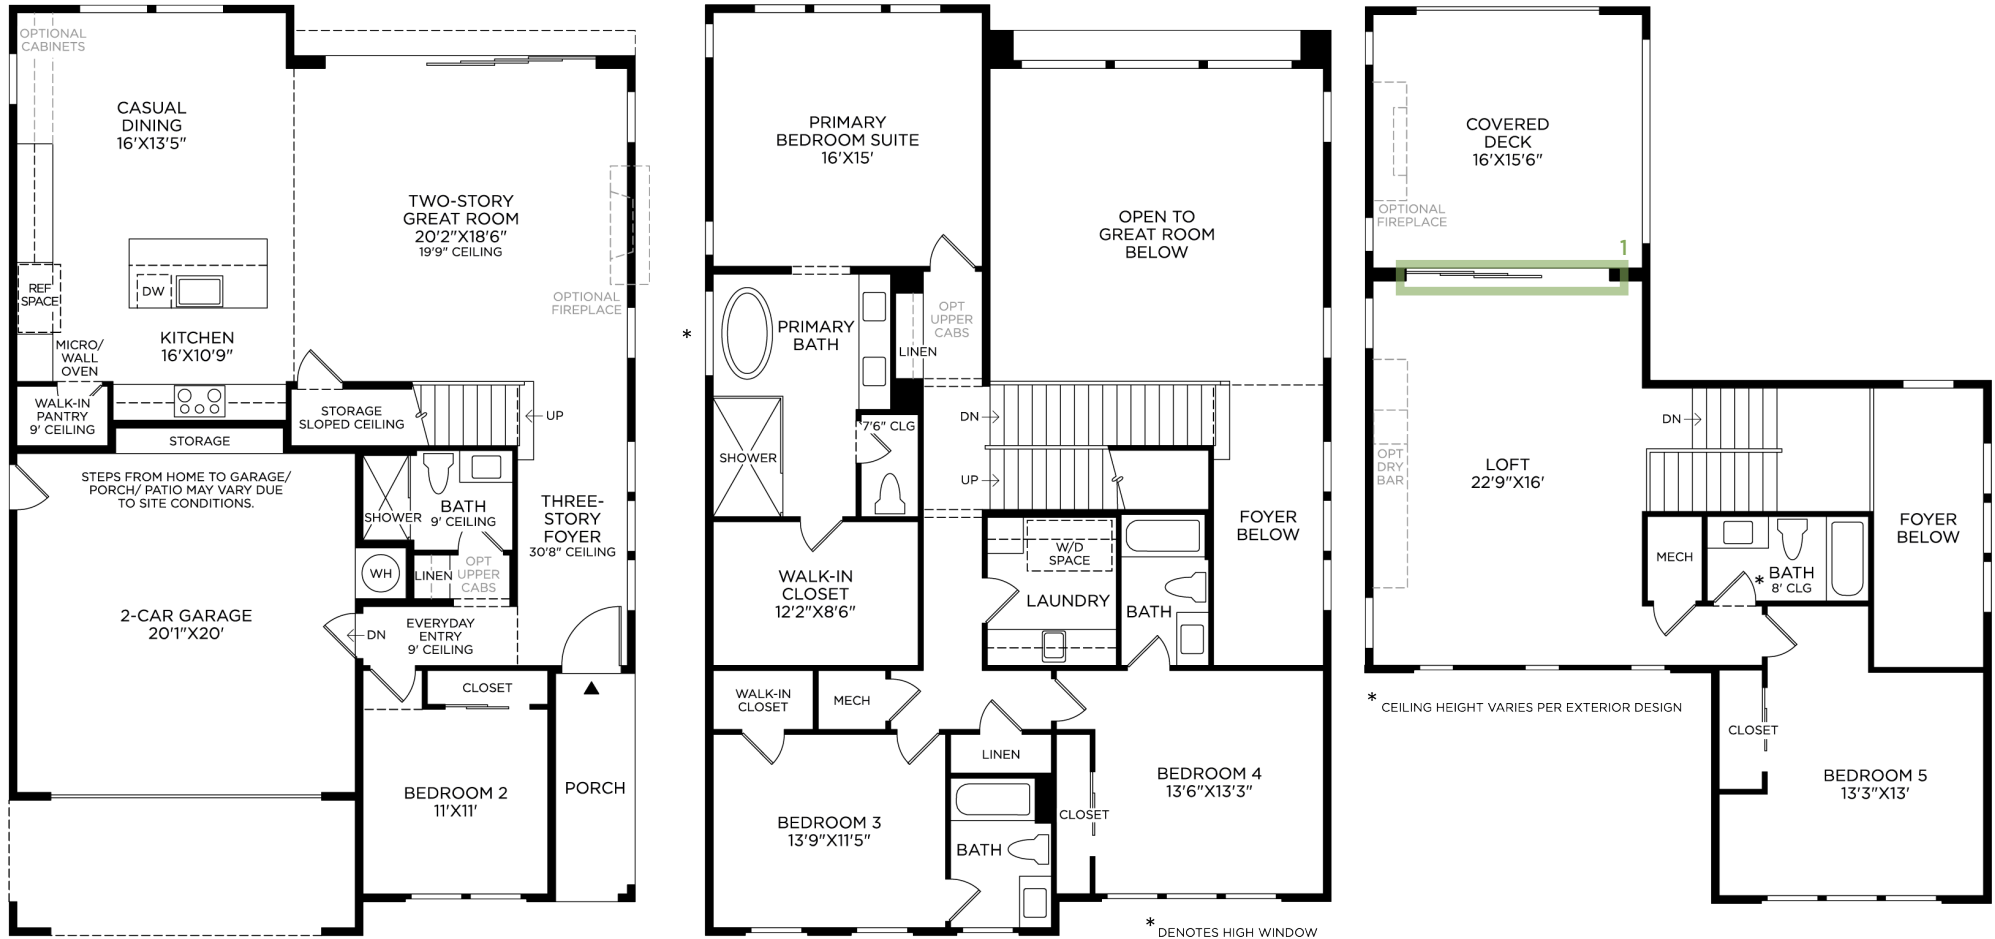 OPTIONAL
CABINETS
CASUAL
DINING
16'X13'5"
TWO-STORY
GREAT ROOM
20'2"X18'6"
19'9" CEILING
OPTIONAL
FIREPLACE
REF
SPACE
DW
KITCHEN
16'X10'9"
MICRO/
WALL
OVEN
WALK-IN
PANTRY
9' CEILING
STORAGE
SLOPED CEILING
UP
STORAGE
STEPS FROM HOME TO GARAGE/
PORCH/ PATIO MAY VARY DUE
TO SITE CONDITIONS.
SHOWER
BATH
9' CEILING
THREE-
STORY
FOYER
30'8" CEILING
WH
LINEN
OPT
UPPER
CABS
2-CAR GARAGE
20'1"X20'
DN
EVERYDAY
ENTRY
9' CEILING
CLOSET
BEDROOM 2
11'X11'
PORCH
PRIMARY
BEDROOM SUITE
16'X15'
OPEN TO
GREAT ROOM
BELOW
*
PRIMARY
BATH
OPT
UPPER
CABS
LINEN
DN
7'6" CLG
SHOWER
UP
FOYER
BELOW
W/D
SPACE
WALK-IN
CLOSET
12'2"X8'6"
LAUNDRY
BATH
WALK-IN
CLOSET
MECH
LINEN
BEDROOM 4
13'6"X13'3"
CLOSET
BEDROOM 3
13'9"X11'5"
BATH
* DENOTES HIGH WINDOW
COVERED
DECK
16'X15'6"
OPTIONAL
FIREPLACE
1
DN
OPT
DRY
BAR
LOFT
22'9"X16'
FOYER
BELOW
MECH
* BATH
8' CLG
* CEILING HEIGHT VARIES PER EXTERIOR DESIGN
CLOSET
BEDROOM 5
13'3"X13'